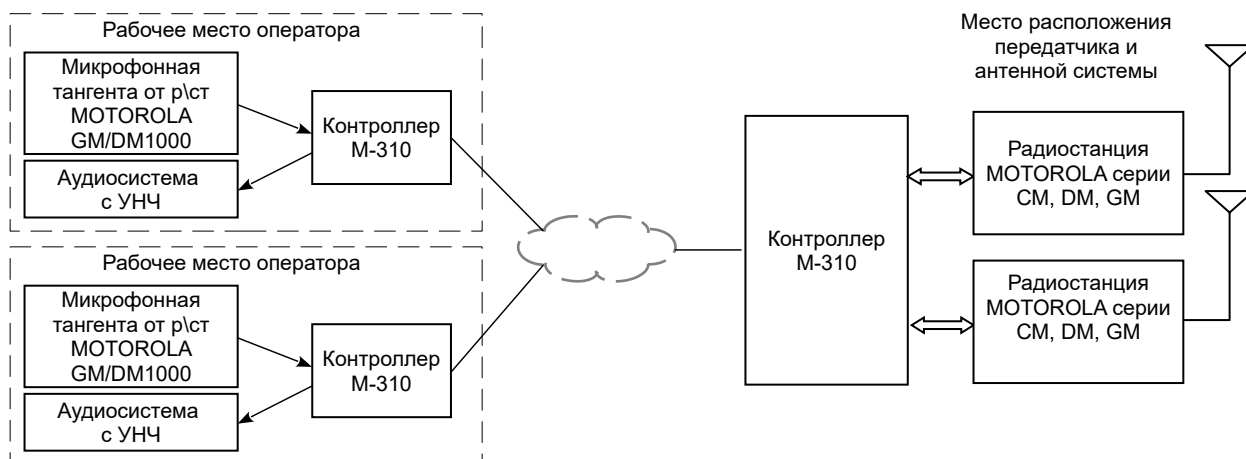 Рабочее место оператора
Микрофонная
тангента от р\ст
MOTOROLA
GM/DM1000
Аудиосистема
с УНЧ
Контроллер
М-310
Рабочее место оператора
Микрофонная
тангента от р\ст
MOTOROLA
GM/DM1000
Аудиосистема
с УНЧ
Контроллер
М-310
Контроллер
М-310
Место расположения
передатчика и
антенной системы
Радиостанция
MOTOROLA серии
CM, DM, GM
Радиостанция
MOTOROLA серии
CM, DM, GM